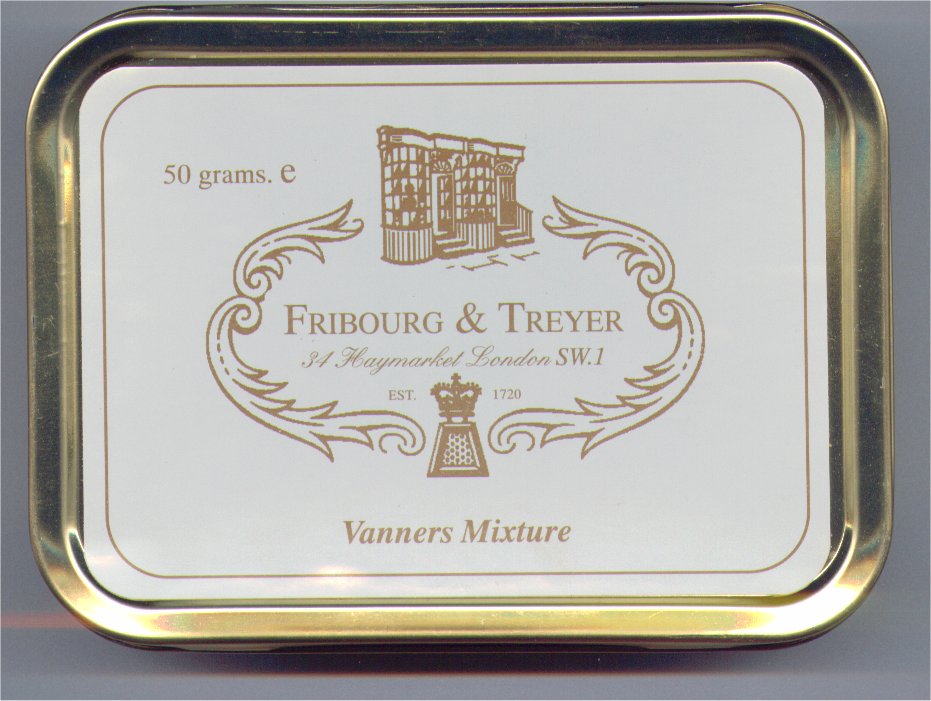 50 grams. e
FRIBOURG & TREYER
34 Haymarket London SW.1
EST. 1720
Vanners Mixture